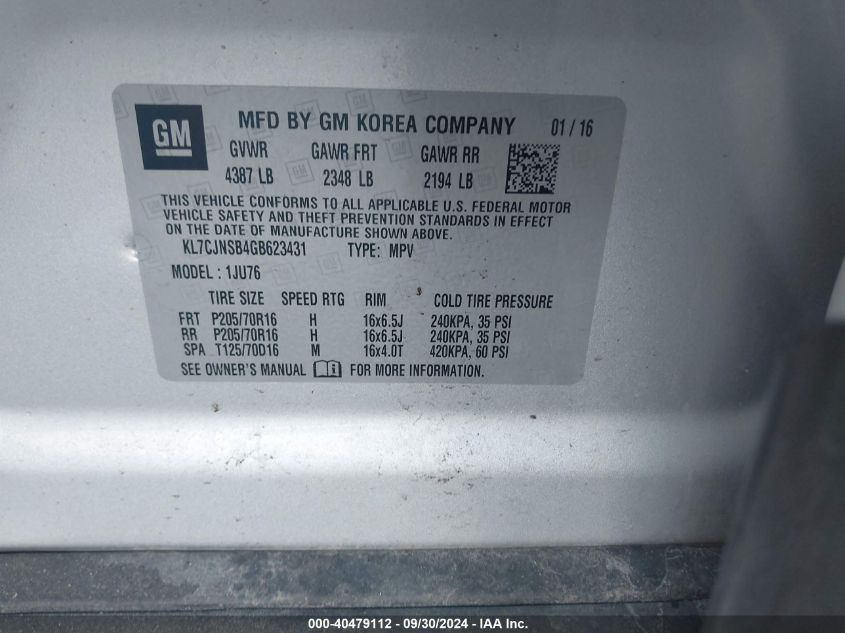 GM MFD BY GM KOREA COMPANY 01 / 16
GVWR GAWR FRT GAWR RR
4387 LB 2348 LB 2194 LB
THIS VEHICLE CONFORMS TO ALL APPLICABLE U.S. FEDERAL MOTOR
VEHICLE SAFETY AND THEFT PREVENTION STANDARDS IN EFFECT
ON THE DATE OF MANUFACTURE SHOWN ABOVE.
KL7CJNSB4GB623431 TYPE: MPV
MODEL : 1JU76
TIRE SIZE SPEED RTG RIM COLD TIRE PRESSURE
FRT P205/70R16 H 16x6.5J 240KPA, 35 PSI
RR P205/70R16 H 16x6.5J 240KPA, 35 PSI
SPA T125/70D16 M 16x4.0T 420KPA, 60 PSI
SEE OWNER'S MANUAL FOR MORE INFORMATION.
000-40479112 - 09/30/2024 - IAAI Inc.